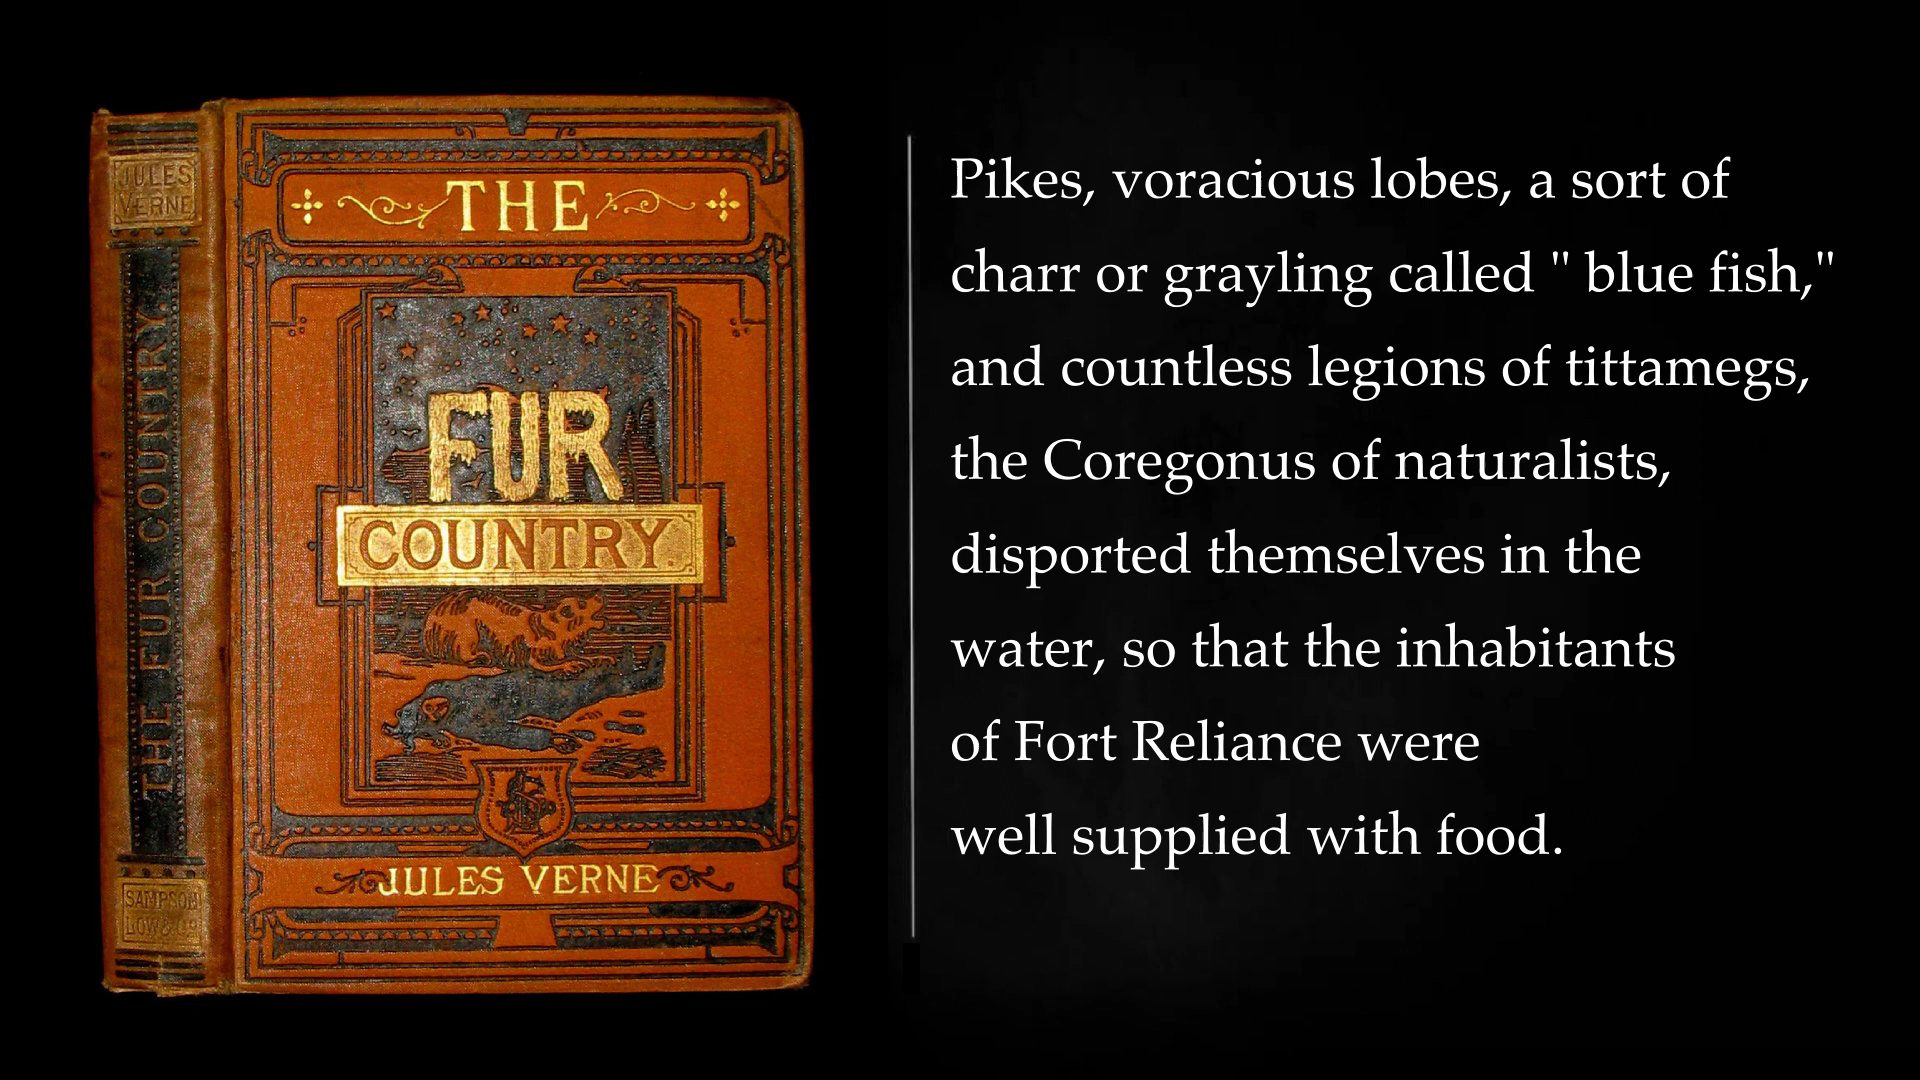 JULES
VERNE
THE FUR COUNTRY.
SAMPSON
LOW & Co
THE
FUR
COUNTRY.
JULES VERNE
Pikes, voracious lobes, a sort of
charr or grayling called " blue fish,"
and countless legions of tittamegs,
the Coregonus of naturalists,
disported themselves in the
water, so that the inhabitants
of Fort Reliance were
well supplied with food.